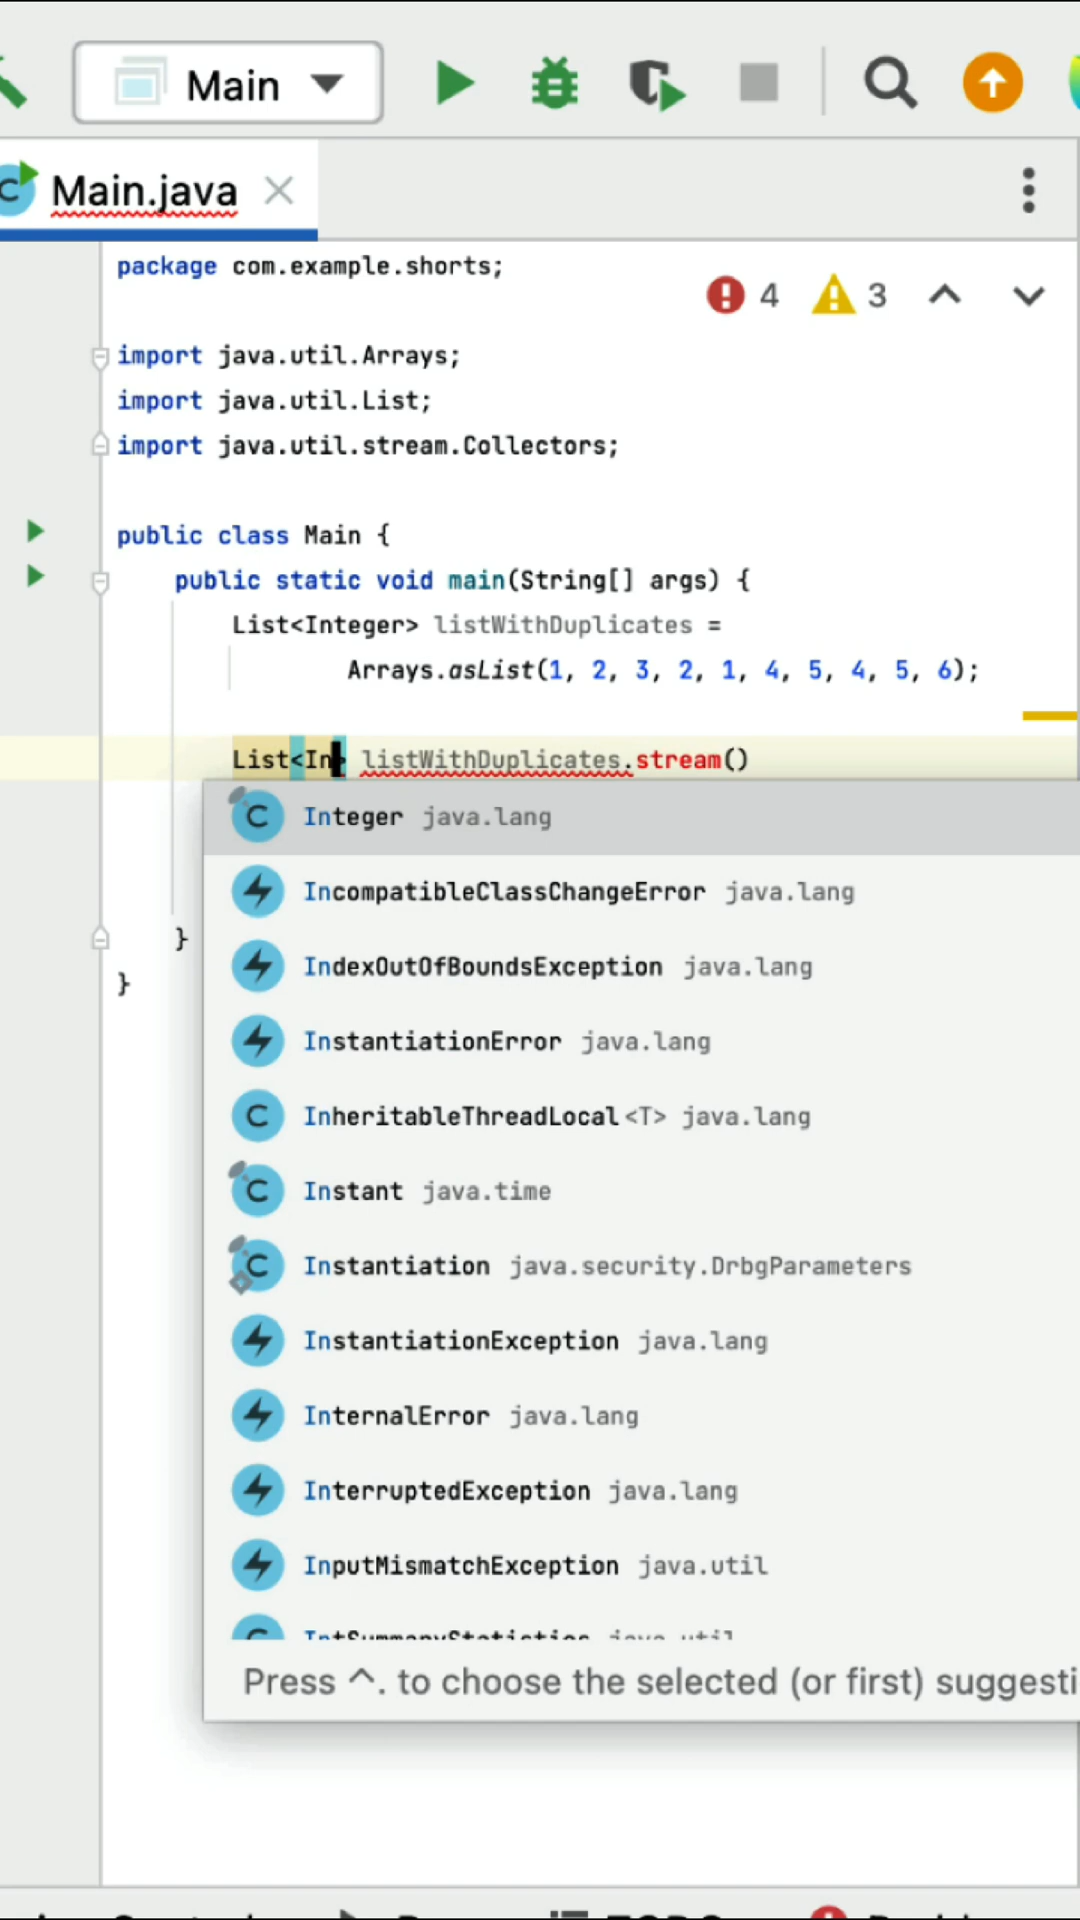 Main
Main.java
package com.example.shorts;
4 3
import java.util.Arrays;
import java.util.List;
import java.util.stream.Collectors;
public class Main {
public static void main(String[] args) {
List<Integer> listWithDuplicates =
Arrays.asList(1, 2, 3, 2, 1, 4, 5, 4, 5, 6);
List<In> listWithDuplicates.stream()
Integer java.lang
IncompatibleClassChangeError java.lang
IndexOutOfBoundsException java.lang
InstantiationError java.lang
InheritableThreadLocal<T> java.lang
Instant java.time
Instantiation java.security.DrbgParameters
InstantiationException java.lang
InternalError java.lang
InterruptedException java.lang
InputMismatchException java.util
IntSummaryStatistics java.util
Press ^. to choose the selected (or first) suggesti
}
}